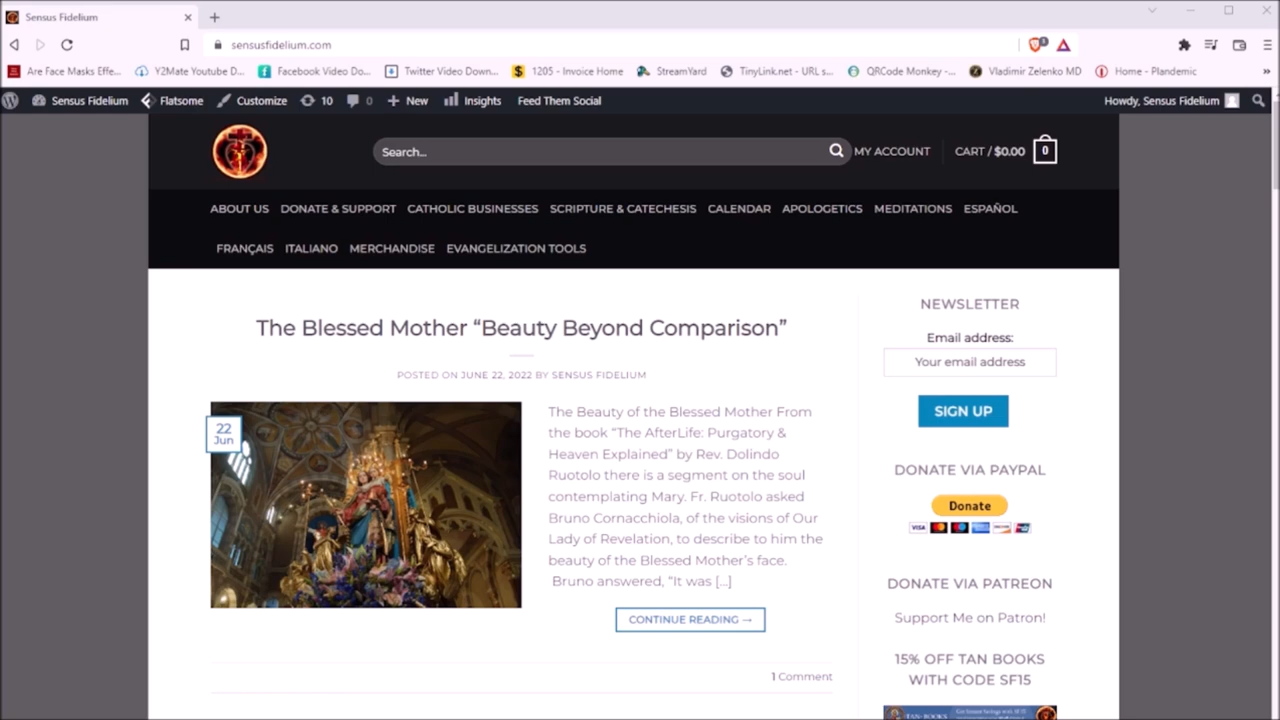 Sensus Fidelium
sensusfidelium.com
1
Are Face Masks Effe...
Y2Mate Youtube D...
Facebook Video Do...
Twitter Video Down...
1205 - Invoice Home
StreamYard
TinyLink.net - URL s...
QRCode Monkey -...
Vladimir Zelenko MD
Home - Plandemic
»
Sensus Fidelium
Flatsome
Customize
10
0
New
Insights
Feed Them Social
Howdy, Sensus Fidelium
Search...
MY ACCOUNT
CART / $0.00
0
ABOUT US DONATE & SUPPORT CATHOLIC BUSINESSES SCRIPTURE & CATECHESIS CALENDAR APOLOGETICS MEDITATIONS ESPAÑOL
FRANÇAIS ITALIANO MERCHANDISE EVANGELIZATION TOOLS
The Blessed Mother “Beauty Beyond Comparison”
POSTED ON JUNE 22, 2022 BY SENSUS FIDELIUM
22
Jun
The Beauty of the Blessed Mother From
the book “The AfterLife: Purgatory &
Heaven Explained” by Rev. Dolindo
Ruotolo there is a segment on the soul
contemplating Mary. Fr. Ruotolo asked
Bruno Cornacchiola, of the visions of Our
Lady of Revelation, to describe to him the
beauty of the Blessed Mother’s face.
Bruno answered, “It was [...]
CONTINUE READING →
1 Comment
NEWSLETTER
Email address:
Your email address
SIGN UP
DONATE VIA PAYPAL
Donate
VISA
DONATE VIA PATREON
Support Me on Patron!
15% OFF TAN BOOKS
WITH CODE SF15
TAN·BOOKS